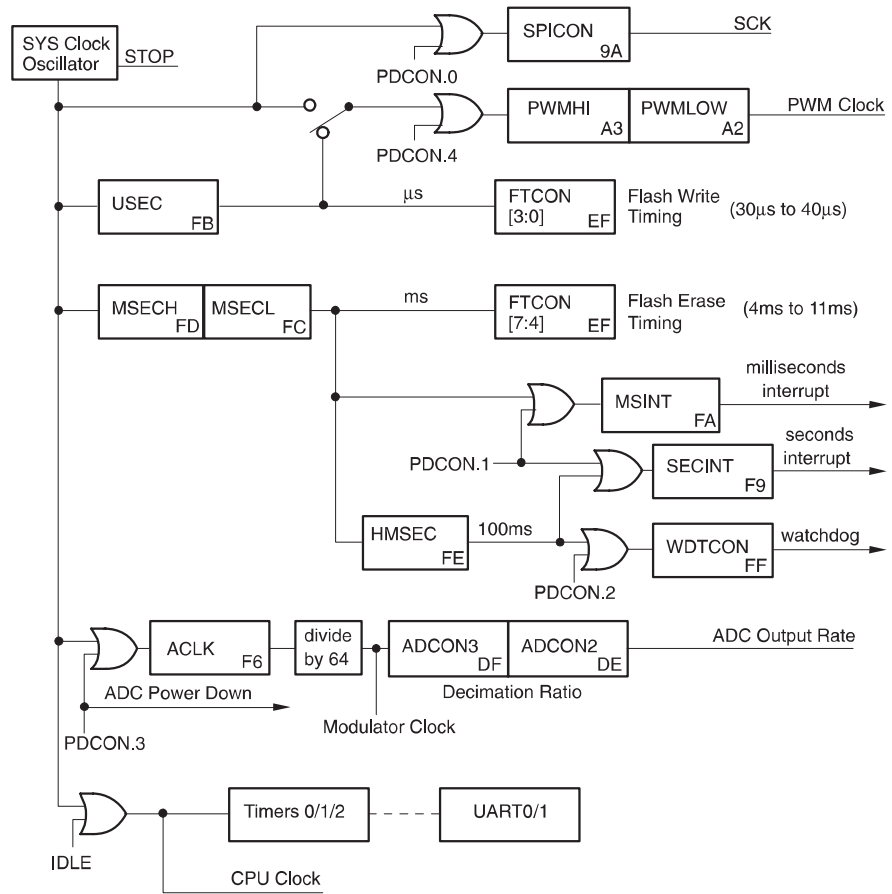 SYS Clock
Oscillator
STOP
PDCON.0
SPICON
9A
SCK
PDCON.4
PWMHI
A3
PWMLOW
A2
PWM Clock
USEC
FB
μs
FTCON
[3:0]
EF
Flash Write
Timing
(30μs to 40μs)
MSECH
FD
MSECL
FC
ms
FTCON
[7:4]
EF
Flash Erase
Timing
(4ms to 11ms)
milliseconds
interrupt
MSINT
FA
PDCON.1
seconds
interrupt
SECINT
F9
HMSEC
FE
100ms
PDCON.2
WDTCON
FF
watchdog
ACLK
F6
divide
by 64
ADCON3
DF
ADCON2
DE
ADC Output Rate
Decimation Ratio
ADC Power Down
Modulator Clock
PDCON.3
Timers 0/1/2
UART0/1
IDLE
CPU Clock